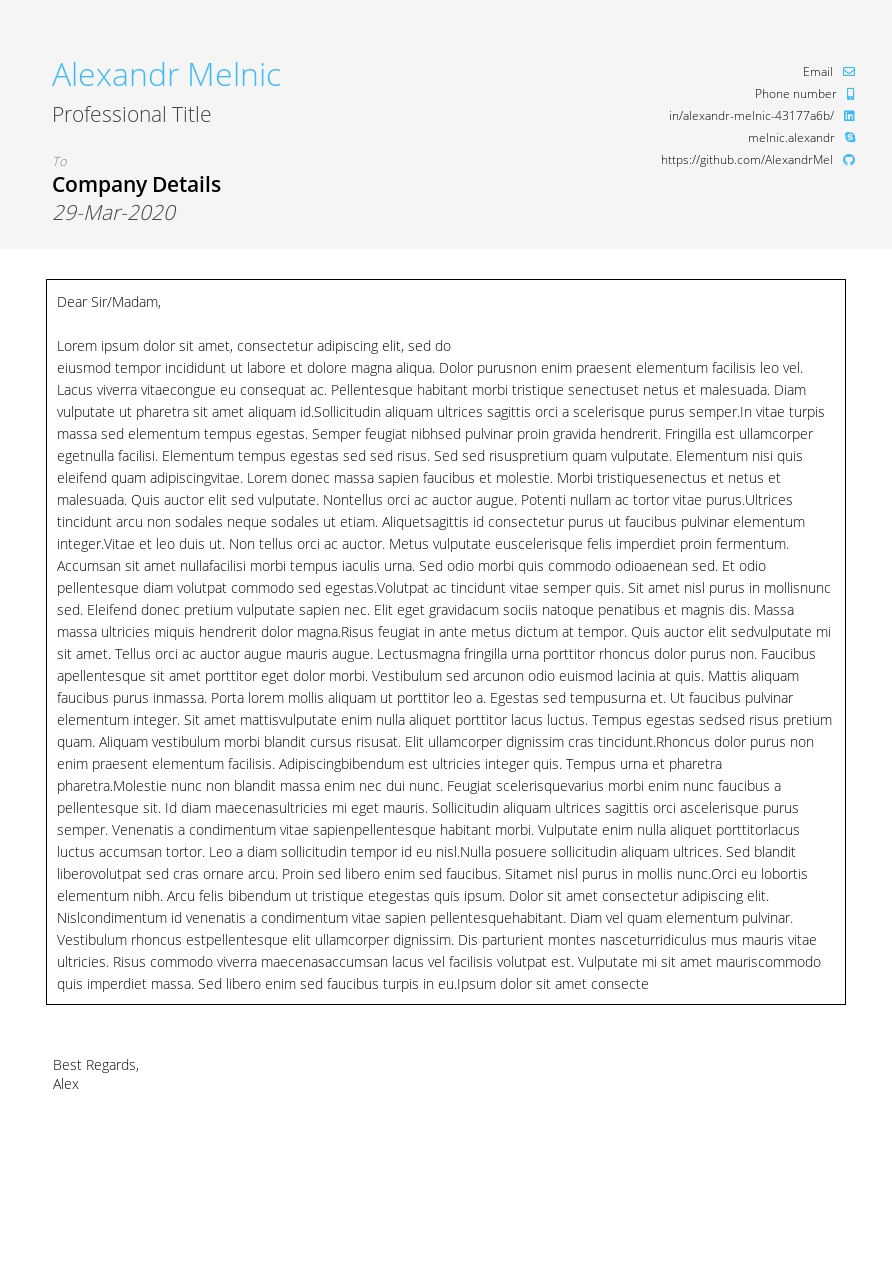 Alexandr Melnic
Professional Title
To
Company Details
29-Mar-2020
Email
Phone number
in/alexandr-melnic-43177a6b/
melnic.alexandr
https://github.com/AlexandrMel
Dear Sir/Madam,
Lorem ipsum dolor sit amet, consectetur adipiscing elit, sed do
eiusmod tempor incididunt ut labore et dolore magna aliqua. Dolor purusnon enim praesent elementum facilisis leo vel.
Lacus viverra vitaecongue eu consequat ac. Pellentesque habitant morbi tristique senectuset netus et malesuada. Diam
vulputate ut pharetra sit amet aliquam id.Sollicitudin aliquam ultrices sagittis orci a scelerisque purus semper.In vitae turpis
massa sed elementum tempus egestas. Semper feugiat nibhsed pulvinar proin gravida hendrerit. Fringilla est ullamcorper
egetnulla facilisi. Elementum tempus egestas sed sed risus. Sed sed risuspretium quam vulputate. Elementum nisi quis
eleifend quam adipiscingvitae. Lorem donec massa sapien faucibus et molestie. Morbi tristiquesenectus et netus et
malesuada. Quis auctor elit sed vulputate. Nontellus orci ac auctor augue. Potenti nullam ac tortor vitae purus.Ultrices
tincidunt arcu non sodales neque sodales ut etiam. Aliquetsagittis id consectetur purus ut faucibus pulvinar elementum
integer.Vitae et leo duis ut. Non tellus orci ac auctor. Metus vulputate euscelerisque felis imperdiet proin fermentum.
Accumsan sit amet nullafacilisi morbi tempus iaculis urna. Sed odio morbi quis commodo odioaenean sed. Et odio
pellentesque diam volutpat commodo sed egestas.Volutpat ac tincidunt vitae semper quis. Sit amet nisl purus in mollisnunc
sed. Eleifend donec pretium vulputate sapien nec. Elit eget gravidacum sociis natoque penatibus et magnis dis. Massa
massa ultricies miquis hendrerit dolor magna.Risus feugiat in ante metus dictum at tempor. Quis auctor elit sedvulputate mi
sit amet. Tellus orci ac auctor augue mauris augue. Lectusmagna fringilla urna porttitor rhoncus dolor purus non. Faucibus
apellentesque sit amet porttitor eget dolor morbi. Vestibulum sed arcunon odio euismod lacinia at quis. Mattis aliquam
faucibus purus inmassa. Porta lorem mollis aliquam ut porttitor leo a. Egestas sed tempusurna et. Ut faucibus pulvinar
elementum integer. Sit amet mattisvulputate enim nulla aliquet porttitor lacus luctus. Tempus egestas sedsed risus pretium
quam. Aliquam vestibulum morbi blandit cursus risusat. Elit ullamcorper dignissim cras tincidunt.Rhoncus dolor purus non
enim praesent elementum facilisis. Adipiscingbibendum est ultricies integer quis. Tempus urna et pharetra
pharetra.Molestie nunc non blandit massa enim nec dui nunc. Feugiat scelerisquevarius morbi enim nunc faucibus a
pellentesque sit. Id diam maecenasultricies mi eget mauris. Sollicitudin aliquam ultrices sagittis orci ascelerisque purus
semper. Venenatis a condimentum vitae sapienpellentesque habitant morbi. Vulputate enim nulla aliquet porttitorlacus
luctus accumsan tortor. Leo a diam sollicitudin tempor id eu nisl.Nulla posuere sollicitudin aliquam ultrices. Sed blandit
liberovolutpat sed cras ornare arcu. Proin sed libero enim sed faucibus. Sitamet nisl purus in mollis nunc.Orci eu lobortis
elementum nibh. Arcu felis bibendum ut tristique etegestas quis ipsum. Dolor sit amet consectetur adipiscing elit.
Nislcondimentum id venenatis a condimentum vitae sapien pellentesquehabitant. Diam vel quam elementum pulvinar.
Vestibulum rhoncus estpellentesque elit ullamcorper dignissim. Dis parturient montes nasceturridiculus mus mauris vitae
ultricies. Risus commodo viverra maecenasaccumsan lacus vel facilisis volutpat est. Vulputate mi sit amet mauriscommodo
quis imperdiet massa. Sed libero enim sed faucibus turpis in eu.Ipsum dolor sit amet consecte
Best Regards,
Alex